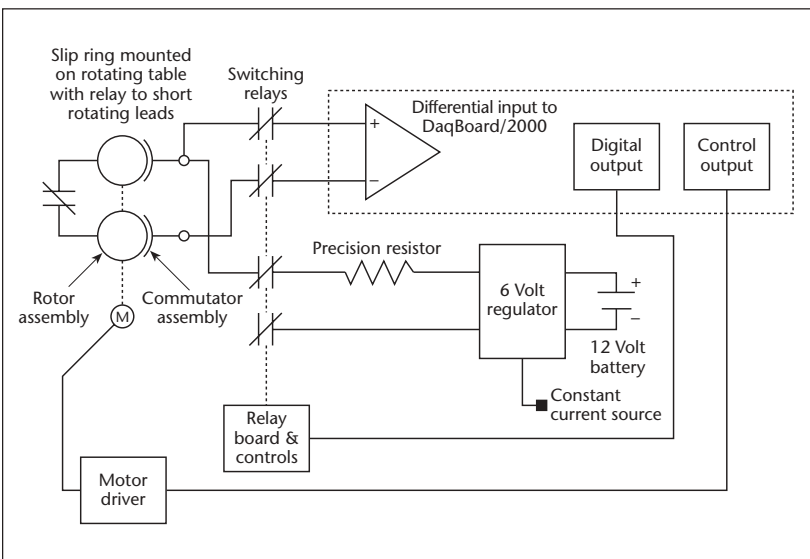 Slip ring mounted
on rotating table
with relay to short
rotating leads
Switching
relays
Differential input to
DaqBoard/2000
+
−
Digital
output
Control
output
Precision resistor
6 Volt
regulator
+
−
12 Volt
battery
Rotor
assembly
Commutator
assembly
M
Constant
current source
Relay
board &
controls
Motor
driver